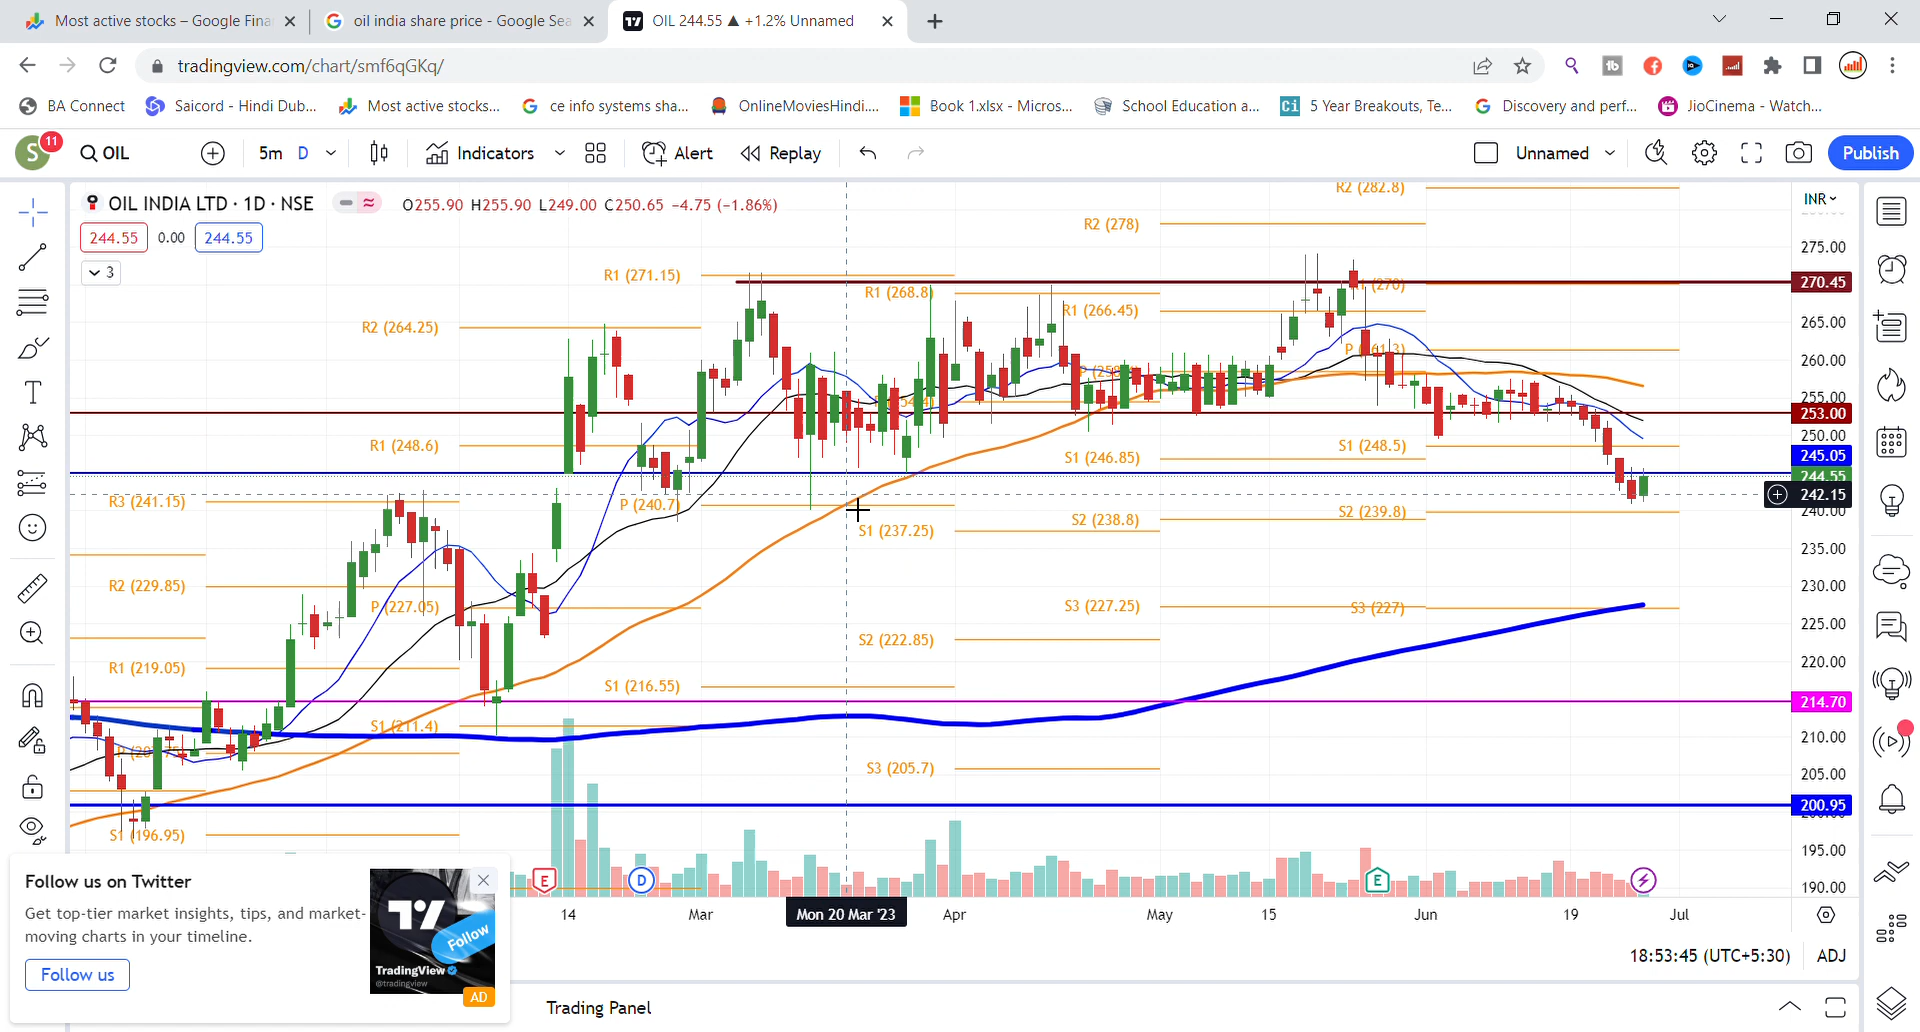 Most active stocks – Google Fina
oil india share price - Google Sea
OIL 244.55 ▲ +1.2% Unnamed
tradingview.com/chart/smf6qGKq/
BA Connect
Saicord - Hindi Dub...
Most active stocks...
ce info systems sha...
OnlineMoviesHindi....
Book 1.xlsx - Micros...
School Education a...
5 Year Breakouts, Te...
Discovery and perf...
JioCinema - Watch...
S
11
OIL
5m
D
Indicators
Alert
Replay
Unnamed
Publish
OIL INDIA LTD · 1D · NSE
O255.90 H255.90 L249.00 C250.65 −4.75 (−1.86%)
INR
244.55
0.00
244.55
3
R2 (282.8)
R2 (278)
R1 (271.15)
R1 (268.8)
R1 (266.45)
R2 (264.25)
R1 (248.6)
S1 (248.5)
S1 (246.85)
R3 (241.15)
P (240.7)
S2 (239.8)
S2 (238.8)
S1 (237.25)
R2 (229.85)
P (227.05)
S3 (227.25)
S3 (227)
S2 (222.85)
R1 (219.05)
S1 (216.55)
S1 (211.4)
S3 (205.7)
S1 (196.95)
275.00
270.45
265.00
260.00
255.00
253.00
250.00
245.05
244.55
242.15
240.00
235.00
230.00
225.00
220.00
214.70
210.00
205.00
200.95
195.00
190.00
E
D
E
14
Mar
Mon 20 Mar '23
Apr
May
15
Jun
19
Jul
18:53:45 (UTC+5:30)
ADJ
Follow us on Twitter
Get top-tier market insights, tips, and market-
moving charts in your timeline.
Follow us
Follow
TradingView
@tradingview
AD
Trading Panel